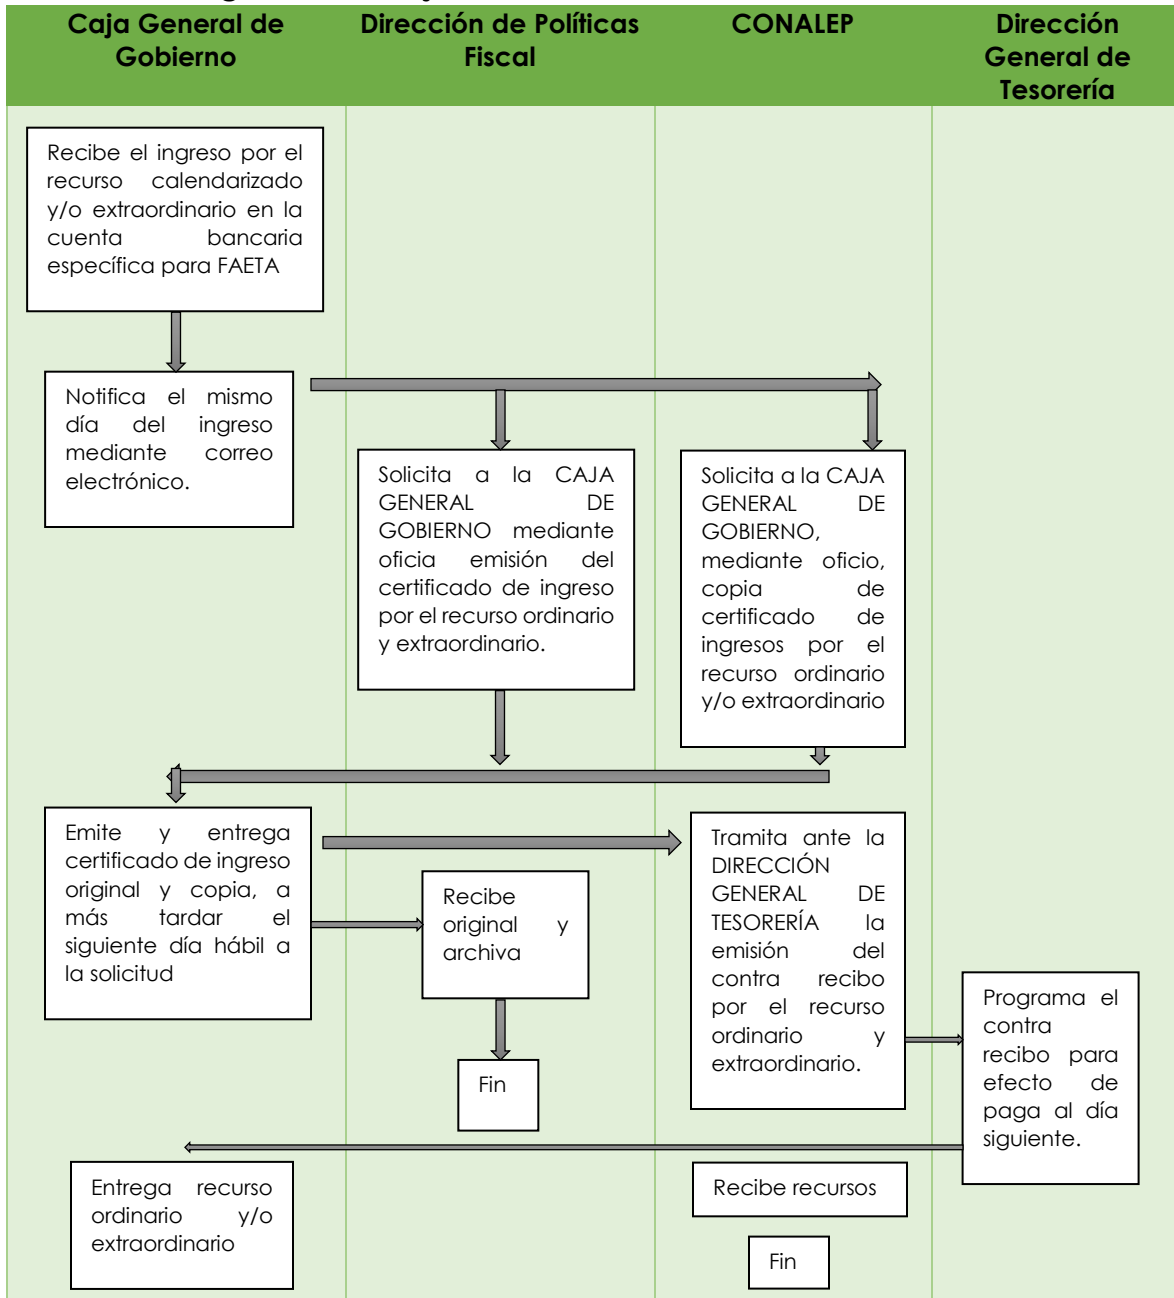 Caja General de
Gobierno
Dirección de Políticas
Fiscal
CONALEP
Dirección
General de
Tesorería
Recibe el ingreso por el
recurso calendarizado
y/o extraordinario en la
cuenta bancaria
específica para FAETA
Notifica el mismo
día del ingreso
mediante correo
electrónico.
Solicita a la CAJA
GENERAL DE
GOBIERNO mediante
oficia emisión del
certificado de ingreso
por el recurso ordinario
y extraordinario.
Solicita a la CAJA
GENERAL DE
GOBIERNO,
mediante oficio,
copia de
certificado de
ingresos por el
recurso ordinario
y/o extraordinario
Emite y entrega
certificado de ingreso
original y copia, a
más tardar el
siguiente día hábil a
la solicitud
Recibe
original y
archiva
Fin
Tramita ante la
DIRECCIÓN
GENERAL DE
TESORERÍA la
emisión del
contra recibo
por el recurso
ordinario y
extraordinario.
Programa el
contra
recibo para
efecto de
paga al día
siguiente.
Entrega recurso
ordinario y/o
extraordinario
Recibe recursos
Fin